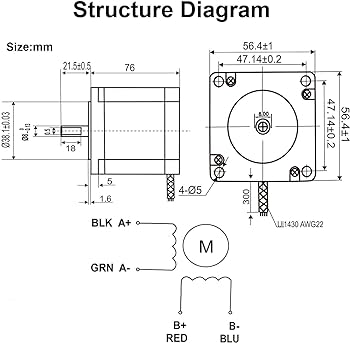 Structure Diagram
Size:mm
56.4±1
21.5±0.5
76
47.14±0.2
Ø38.1±0.03
18
8.00
47.14±0.2
56.4±1
5
1.6
4-Ø5
300
UL1430 AWG22
BLK A+
M
GRN A-
B+
B-
RED
BLU